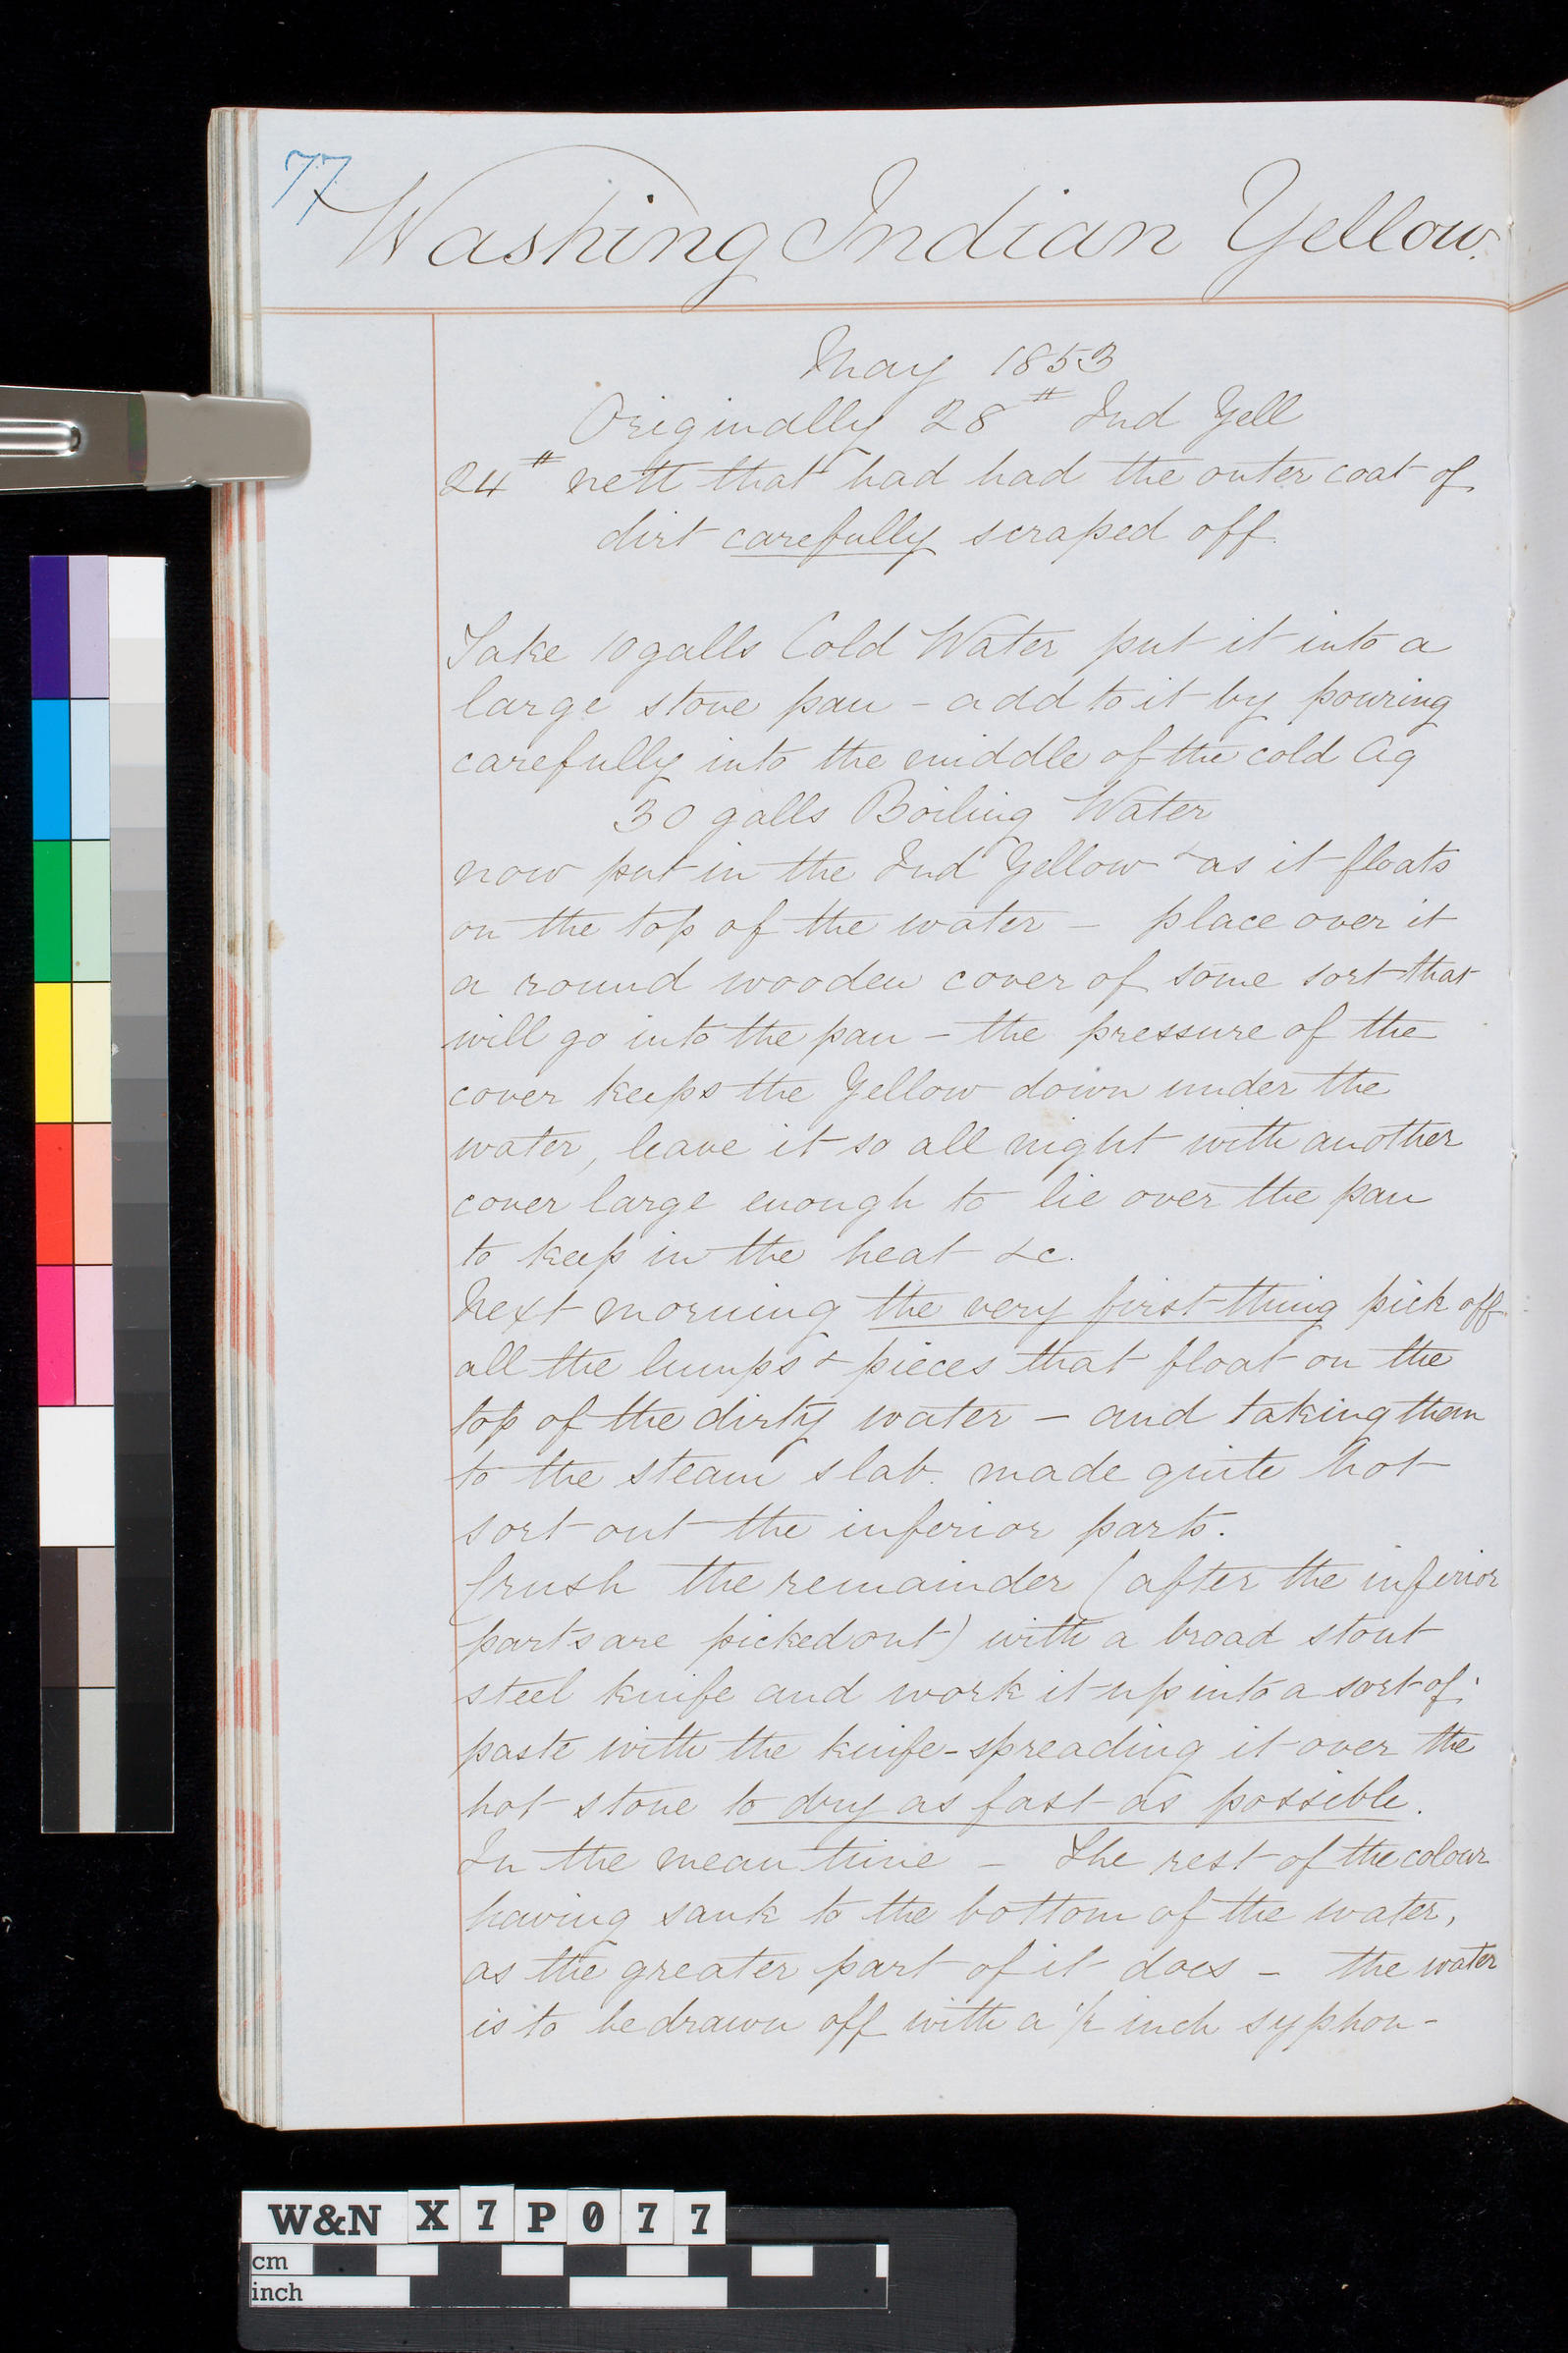 77
Washing Indian Yellow.
May 1853
Originally 28# Ind Yell
24# nett that had had the outer coat of
dirt carefully scraped off.
Take 10 galls Cold Water put it into a
large stone pan - add to it by pouring
carefully into the middle of the cold Aq
30 galls Boiling Water
now put in the Ind Yellow & as it floats
on the top of the water - place over it
a round wooden cover of some sort that
will go into the pan - the pressure of the
cover keeps the Yellow down under the
water, leave it so all night with another
cover large enough to lie over the pan
to keep in the heat &c.
Next morning the very first thing pick off
all the lumps & pieces that float on the
top of the dirty water - and taking them
to the steam slab. made quite hot
sort out the inferior parts.
Crush the remainder (after the inferior
parts are picked out) with a broad stout
steel knife and work it up into a sort of
paste with the knife - spreading it over the
hot stone to dry as fast as possible.
In the mean time - The rest of the colour
having sank to the bottom of the water,
as the greater part of it does - the water
is to be drawn off with a 1/2 inch syphon -
W&N X7P077
cm
inch